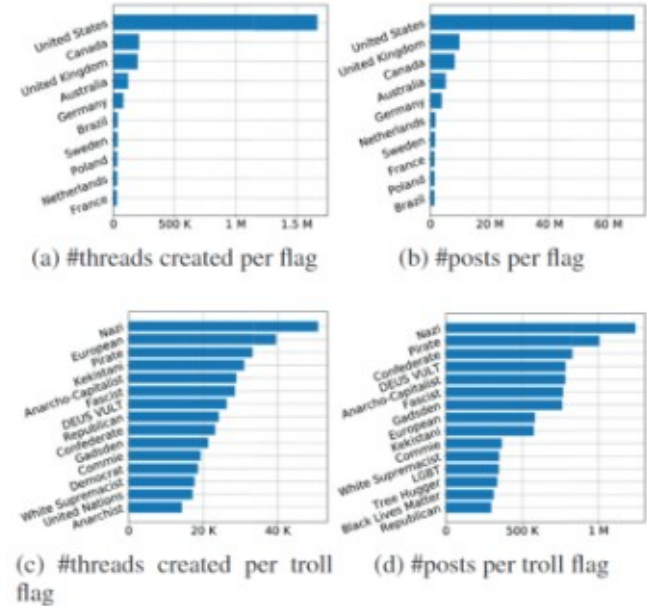 United States
Canada
United Kingdom
Australia
Germany
Brazil
Sweden
Poland
Netherlands
France
0 500 K 1 M 1.5 M
(a) #threads created per flag
United States
United Kingdom
Canada
Australia
Germany
Netherlands
Sweden
France
Poland
Brazil
0 20 M 40 M 60 M
(b) #posts per flag
Nazi
European
Pirate
Kekistani
Anarcho-Capitalist
Fascist
DEUS VULT
Republican
Confederate
Gadsden
Commie
Democrat
White Supremacist
United Nations
Anarchist
0 20 K 40 K
(c) #threads created per troll
flag
Nazi
Pirate
Confederate
DEUS VULT
Anarcho-Capitalist
Fascist
Gadsden
European
Kekistani
Commie
White Supremacist
LGBT
Tree Hugger
Black Lives Matter
Republican
0 500 K 1 M
(d) #posts per troll flag